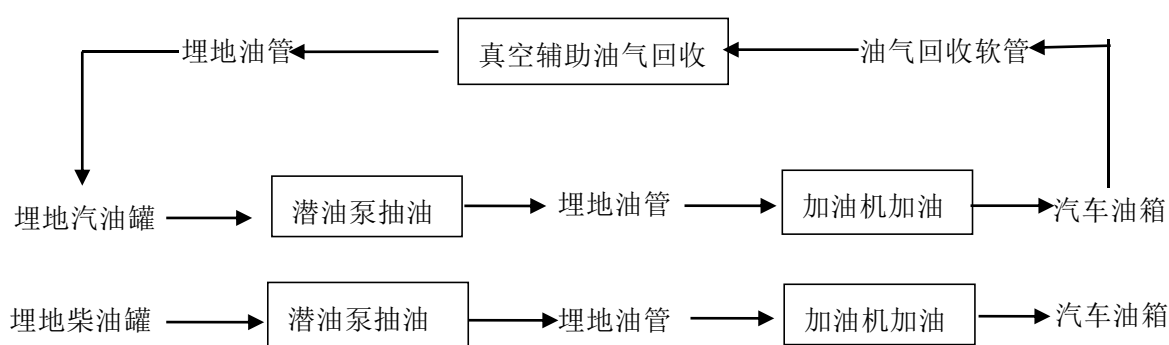 埋地油管 真空辅助油气回收 油气回收软管
埋地汽油罐 潜油泵抽油 埋地油管 加油机加油 汽车油箱
埋地柴油罐 潜油泵抽油 埋地油管 加油机加油 汽车油箱